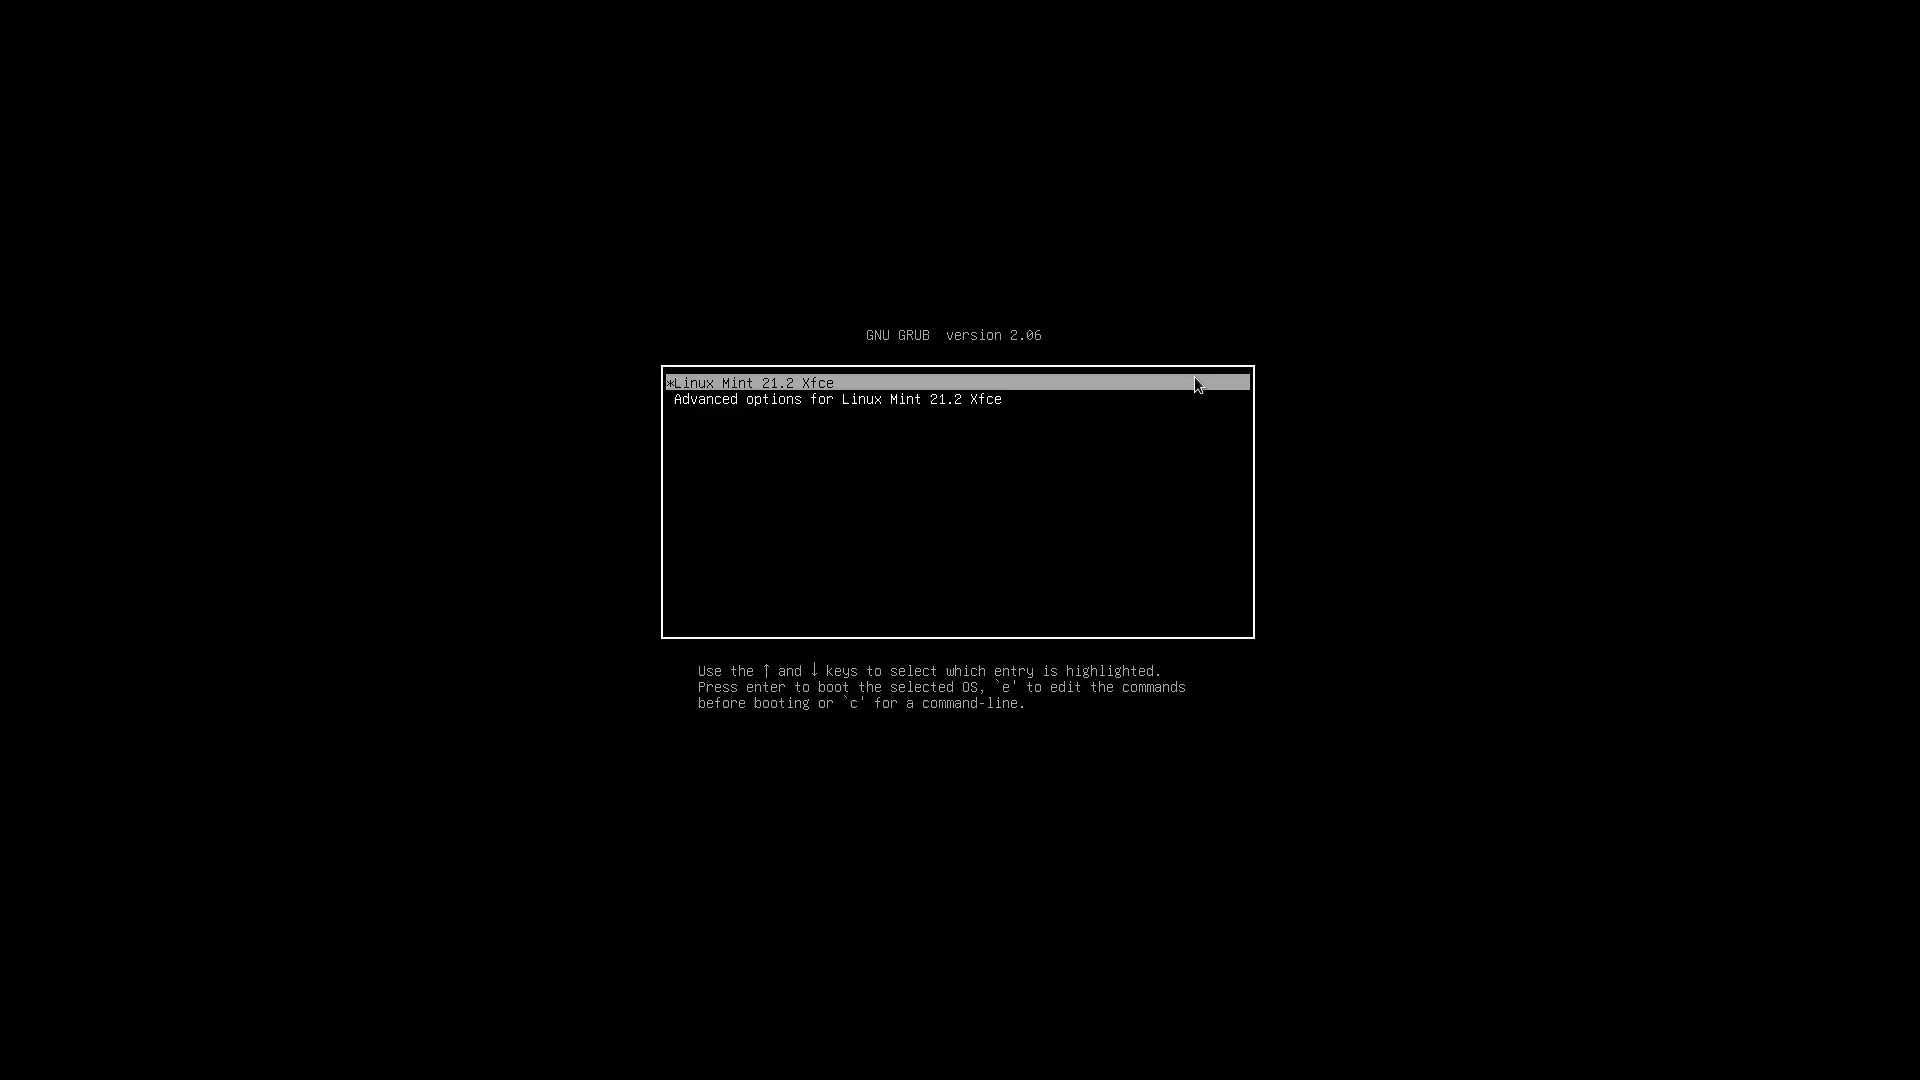 GNU GRUB  version 2.06
*Linux Mint 21.2 Xfce
Advanced options for Linux Mint 21.2 Xfce
Use the ↑ and ↓ keys to select which entry is highlighted.
Press enter to boot the selected OS, `e' to edit the commands
before booting or `c' for a command-line.